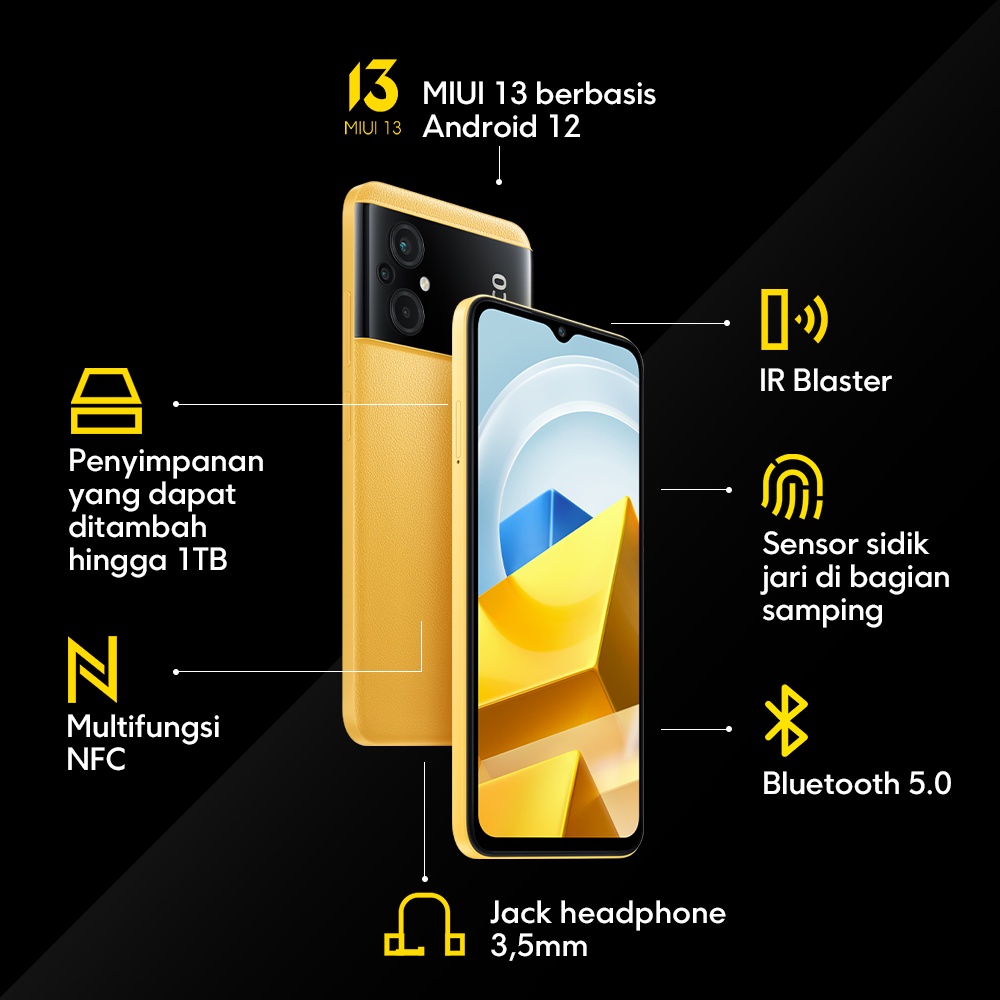 13
MIUI 13
MIUI 13 berbasis
Android 12
IR Blaster
Penyimpanan
yang dapat
ditambah
hingga 1TB
Sensor sidik
jari di bagian
samping
Multifungsi
NFC
Bluetooth 5.0
Jack headphone
3,5mm